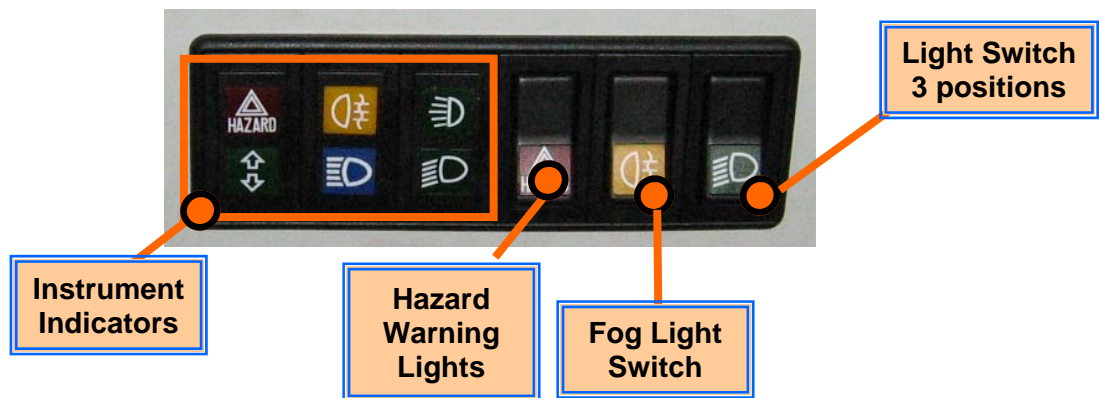 Light Switch
3 positions
HAZARD
Instrument
Indicators
Hazard
Warning
Lights
Fog Light
Switch